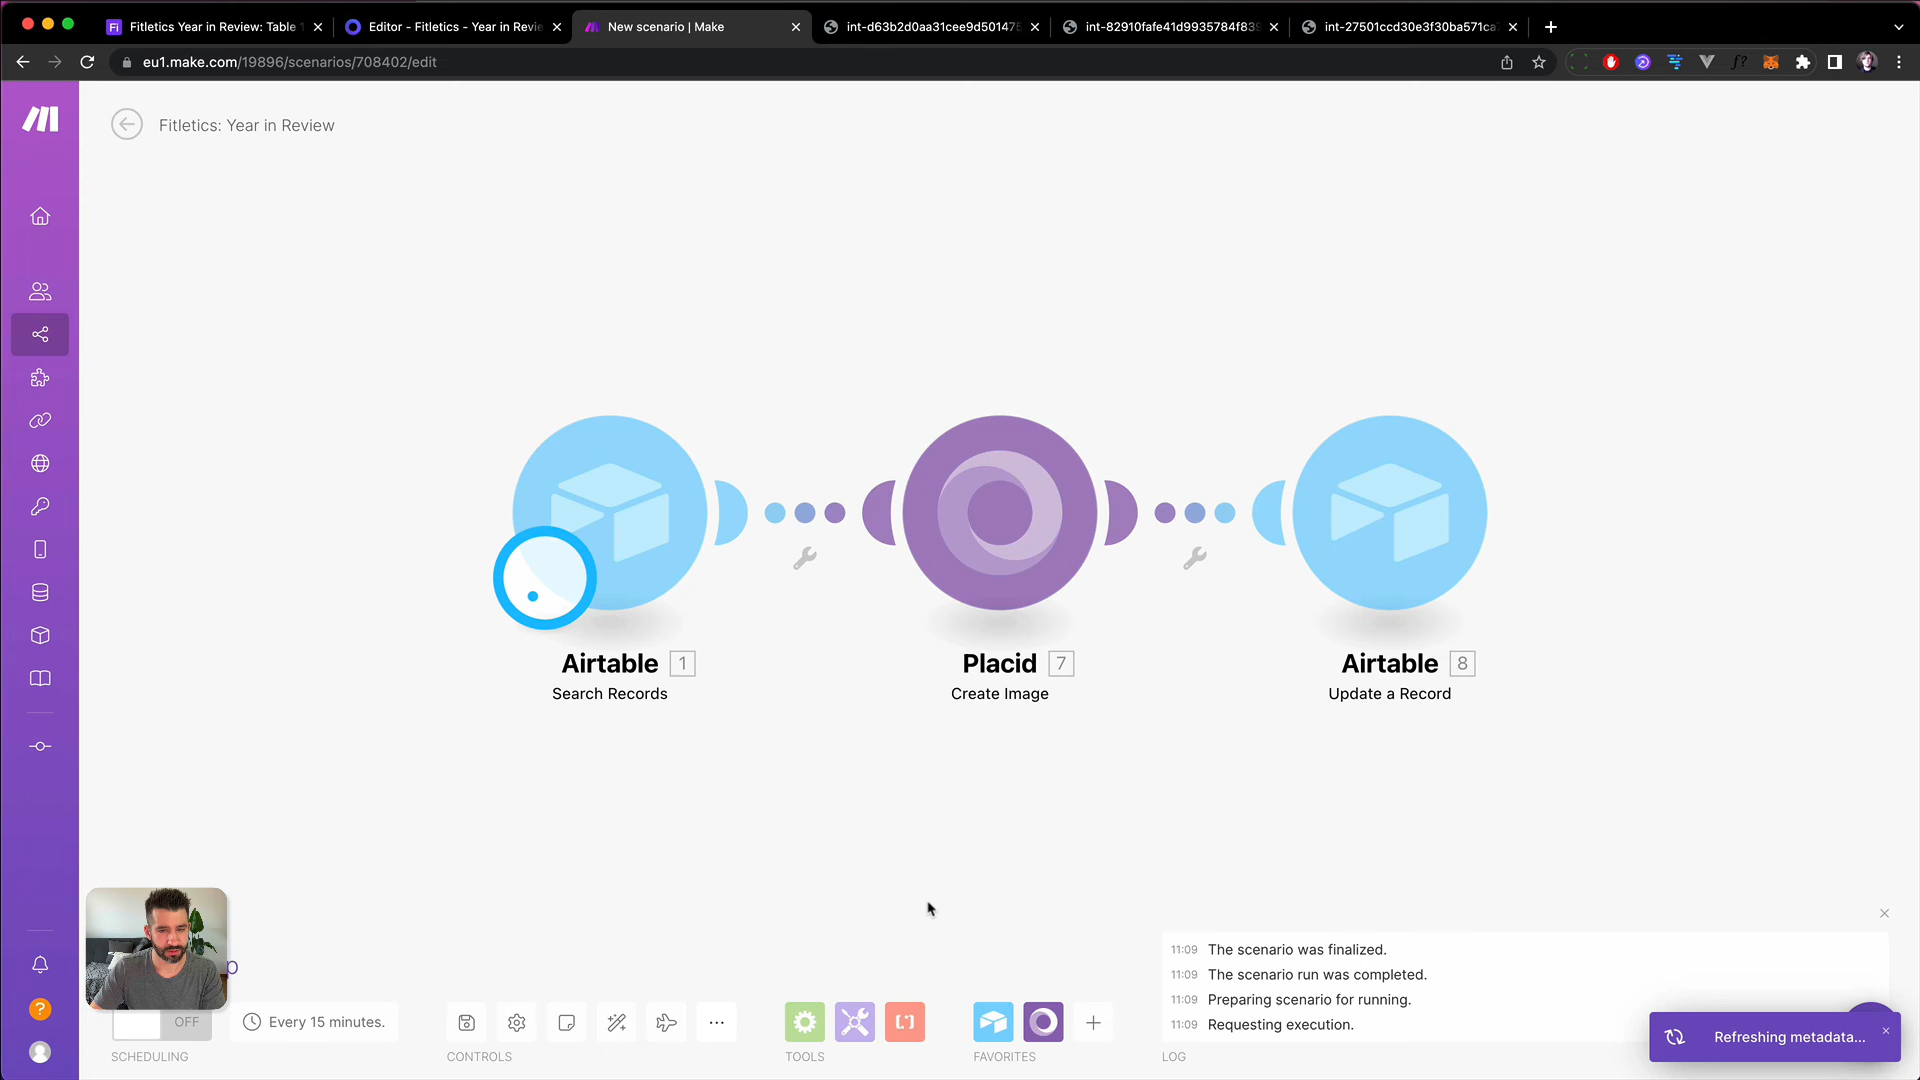 Fitletics Year in Review: Table 1
Editor - Fitletics - Year in Revie
New scenario | Make
int-d63b2d0aa31cee9d501475
int-82910fafe41d9935784f839
int-27501ccd30e3f30ba571ca
eu1.make.com/19896/scenarios/708402/edit
Fitletics: Year in Review
Airtable 1
Search Records
Placid 7
Create Image
Airtable 8
Update a Record
11:09 The scenario was finalized.
11:09 The scenario run was completed.
11:09 Preparing scenario for running.
11:09 Requesting execution.
OFF
Every 15 minutes.
Refreshing metadata...
SCHEDULING
CONTROLS
TOOLS
FAVORITES
LOG